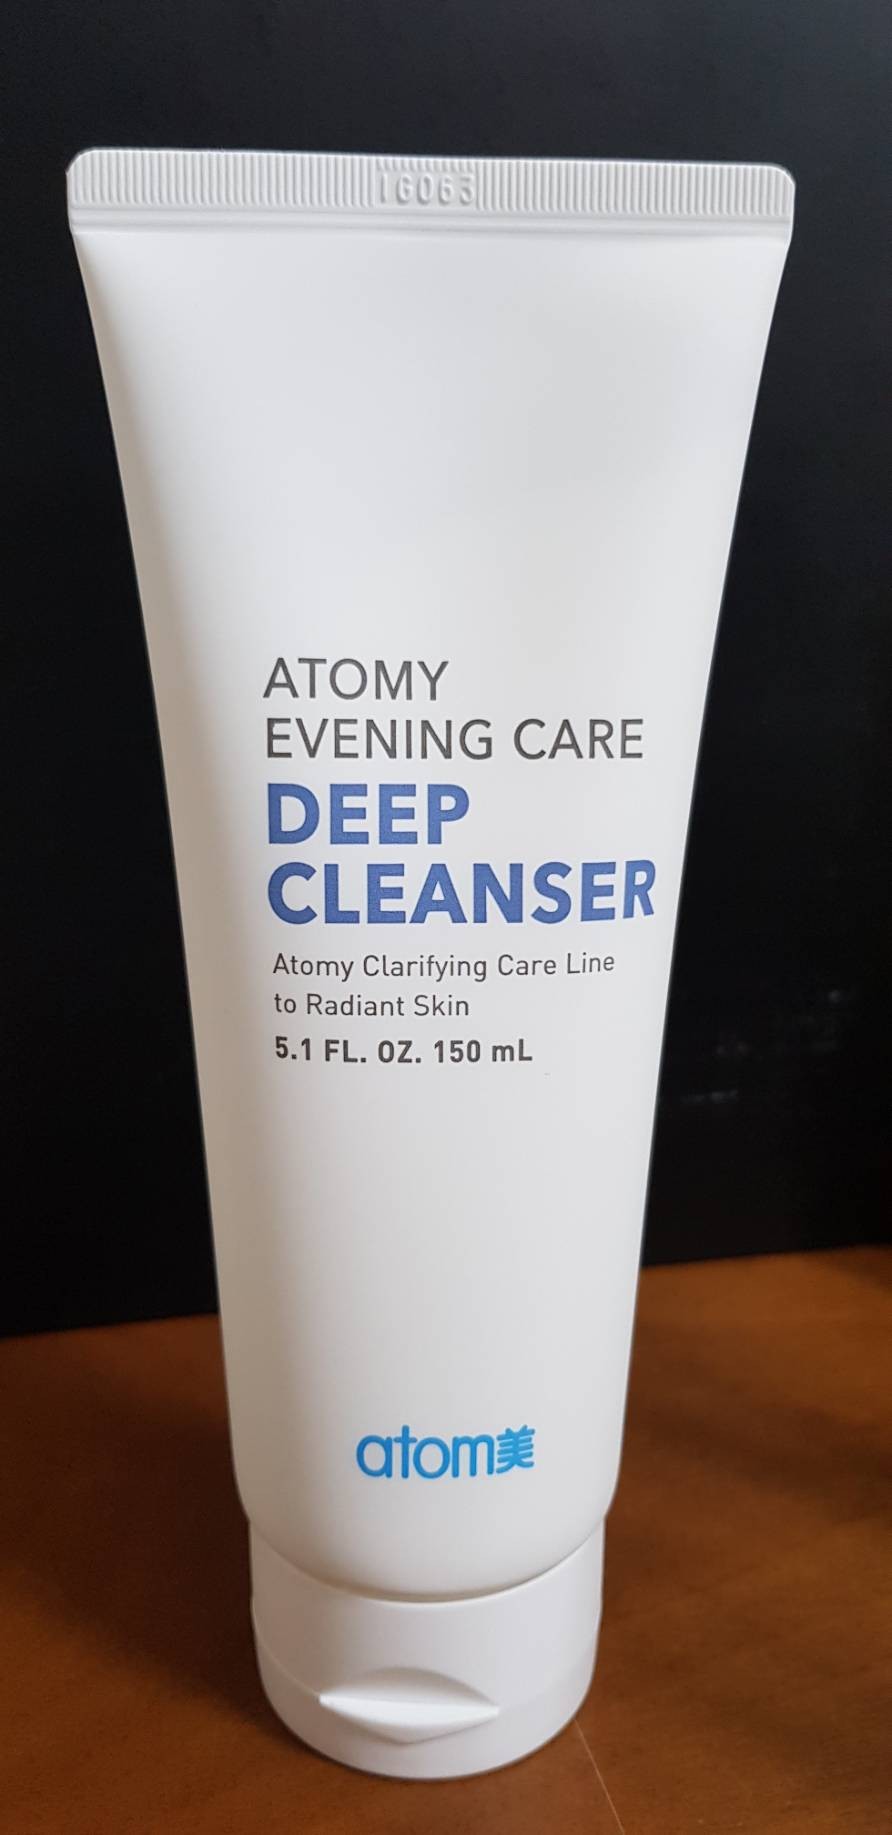 IG063
ATOMY
EVENING CARE
DEEP
CLEANSER
Atomy Clarifying Care Line
to Radiant Skin
5.1 FL. OZ. 150 mL
atom美